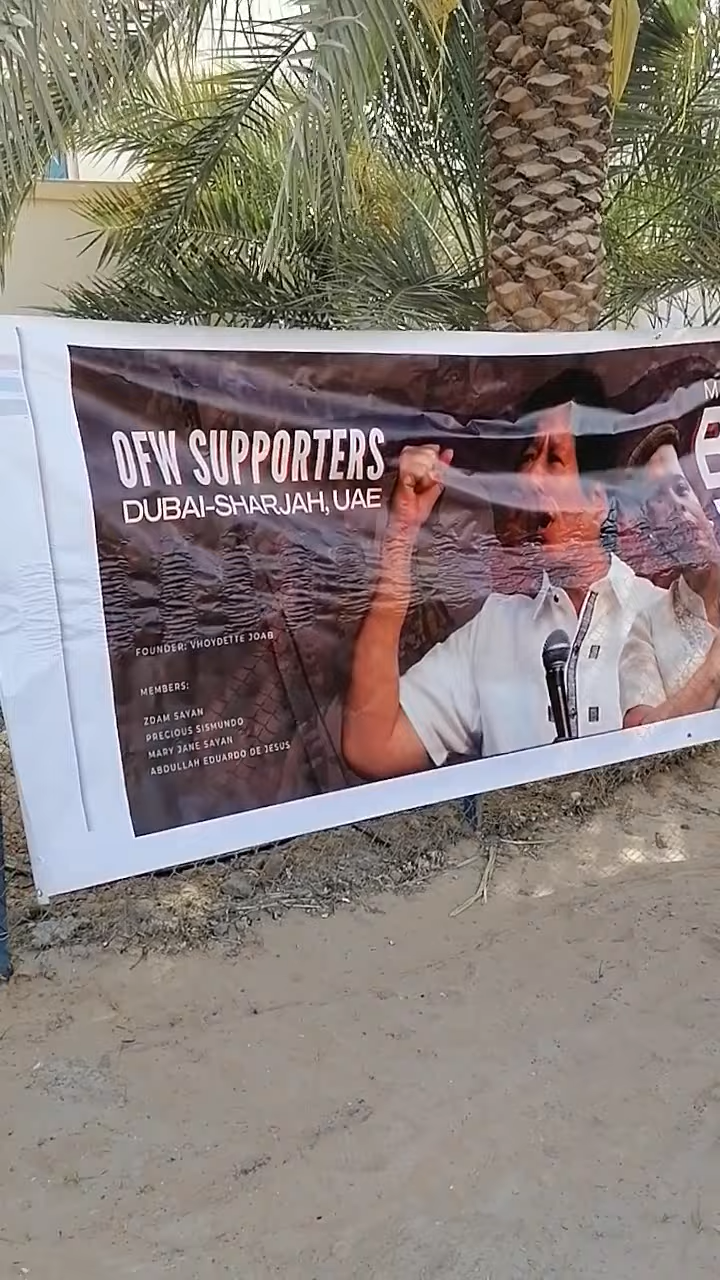 OFW SUPPORTERS
DUBAI-SHARJAH, UAE
FOUNDER: VHOYDETTE JOAB
MEMBERS:
ZDAM SAYAN
PRECIOUS SISMUNDO
MARY JANE SAYAN
ABDULLAH EDUARDO DE JESUS